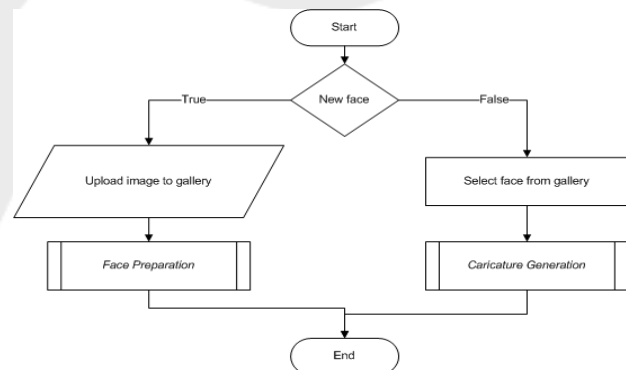 Start
New face
True
False
Upload image to gallery
Select face from gallery
Face Preparation
Caricature Generation
End